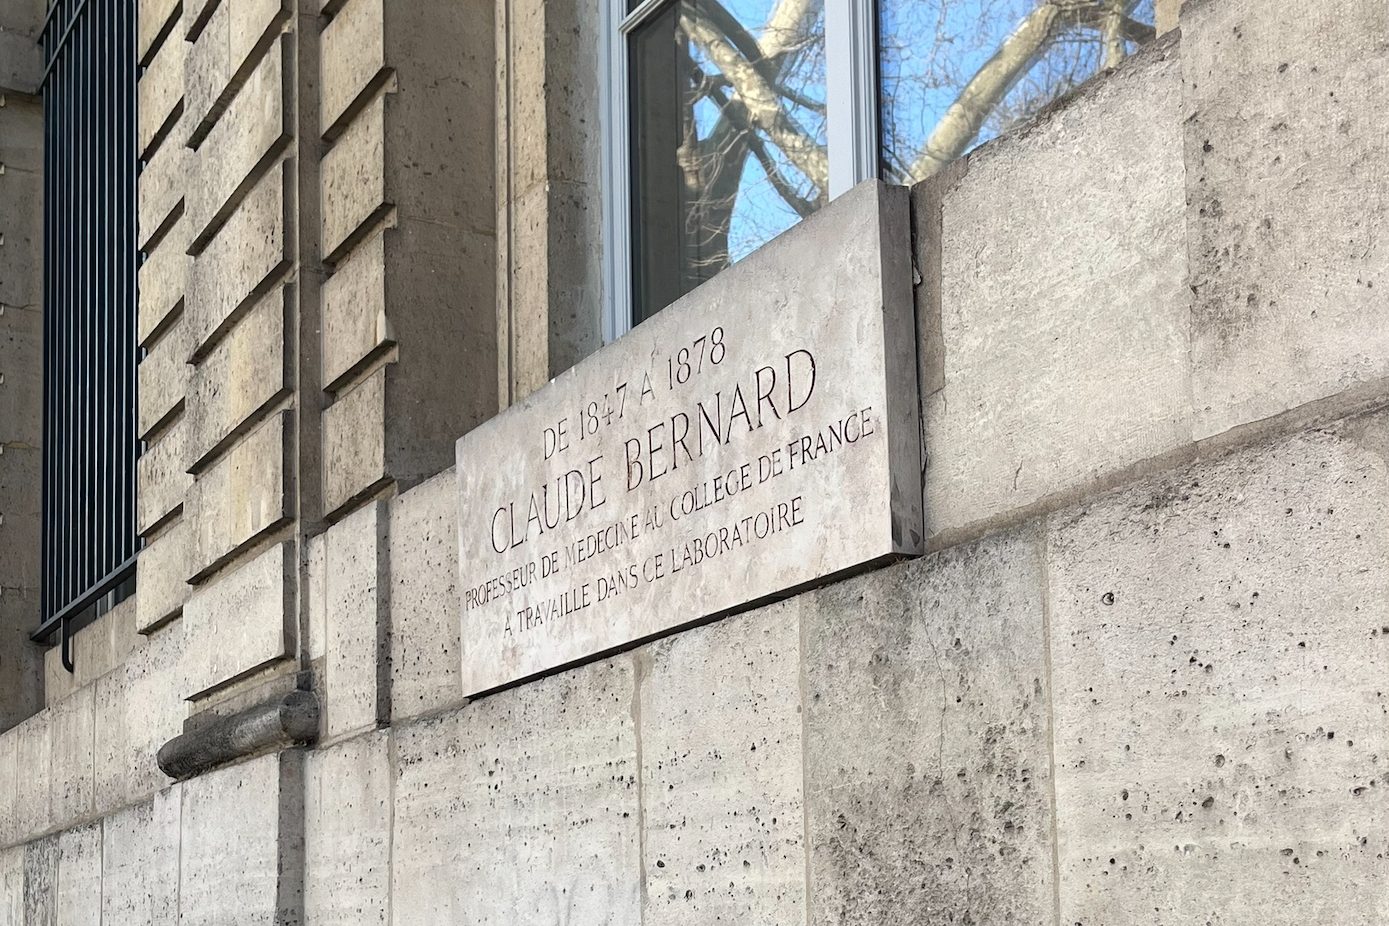 DE 1847 A 1878
CLAUDE BERNARD
PROFESSEUR DE MEDECINE AU COLLEGE DE FRANCE
A TRAVAILLE DANS CE LABORATOIRE